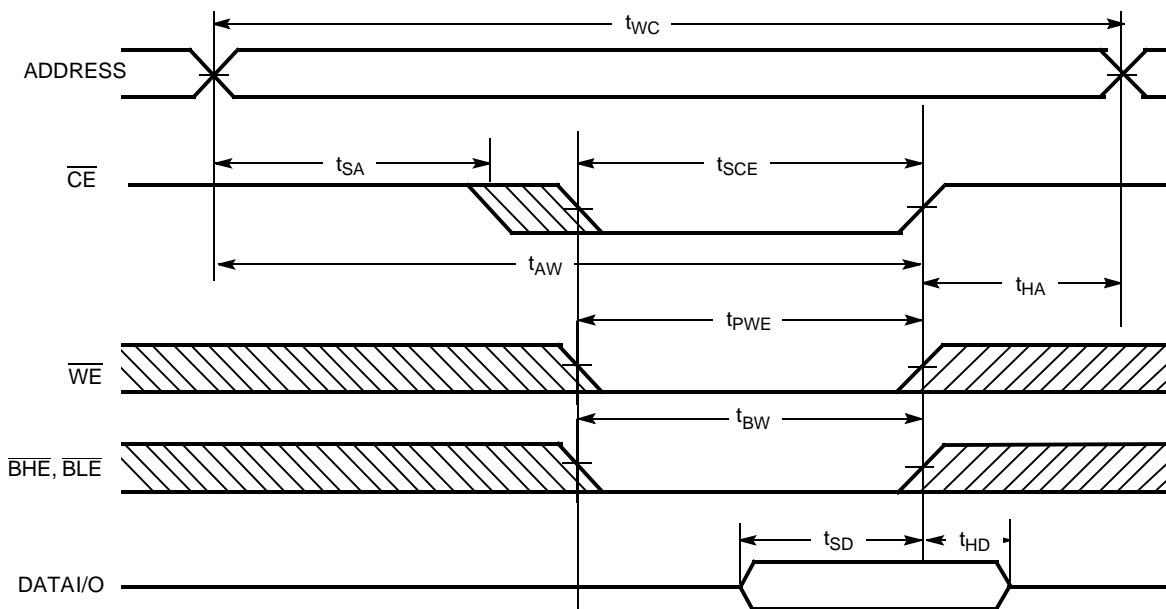 tWC
ADDRESS
tSA
tSCE
CE
tAW
tHA
tPWE
WE
tBW
BHE, BLE
tSD
tHD
DATAI/O